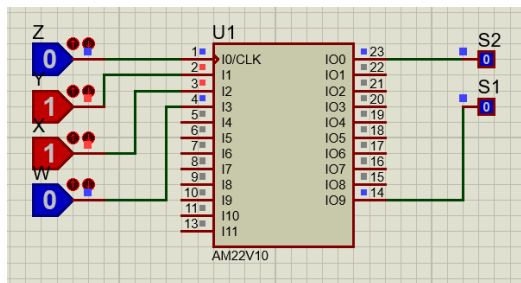 Z
0
Y
1
X
1
W
0
U1
1 I0/CLK IO0 23
2 I1 IO1 22
3 I2 IO2 21
4 I3 IO3 20
5 I4 IO4 19
6 I5 IO5 18
7 I6 IO6 17
8 I7 IO7 16
9 I8 IO8 15
10 I9 IO9 14
11 I10
13 I11
AM22V10
S2
0
S1
0